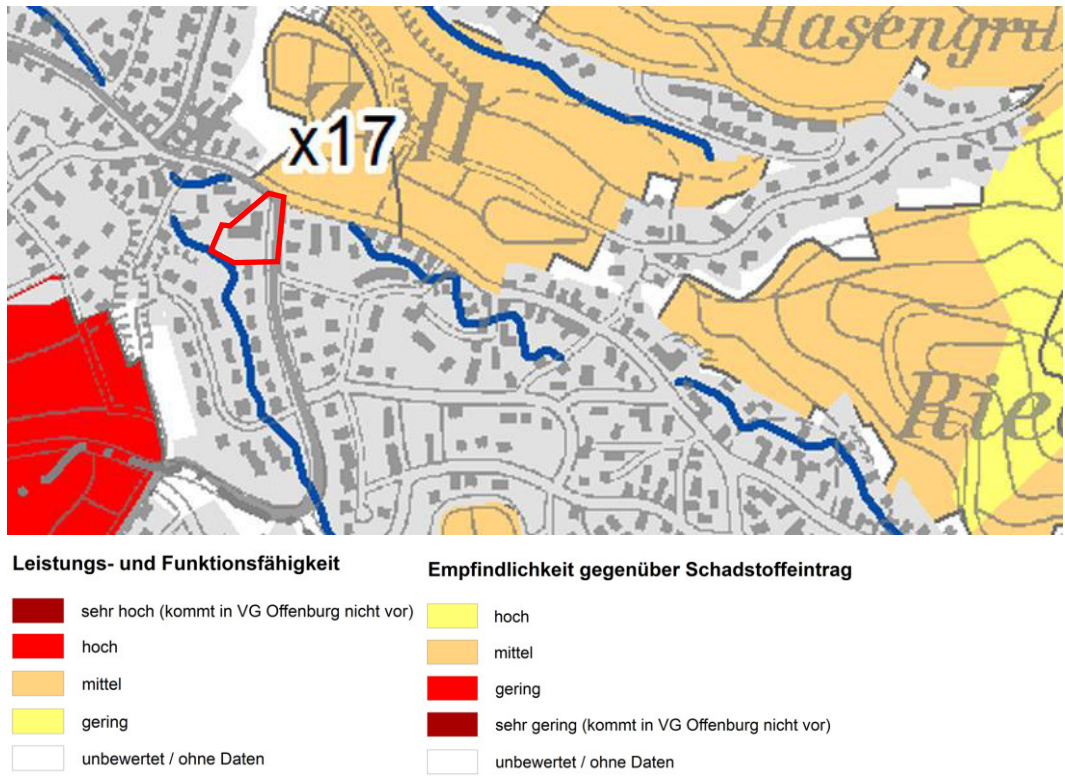 Hasengru
Zell
x17
Rie
Leistungs- und Funktionsfähigkeit
sehr hoch (kommt in VG Offenburg nicht vor)
hoch
mittel
gering
unbewertet / ohne Daten
Empfindlichkeit gegenüber Schadstoffeintrag
hoch
mittel
gering
sehr gering (kommt in VG Offenburg nicht vor)
unbewertet / ohne Daten